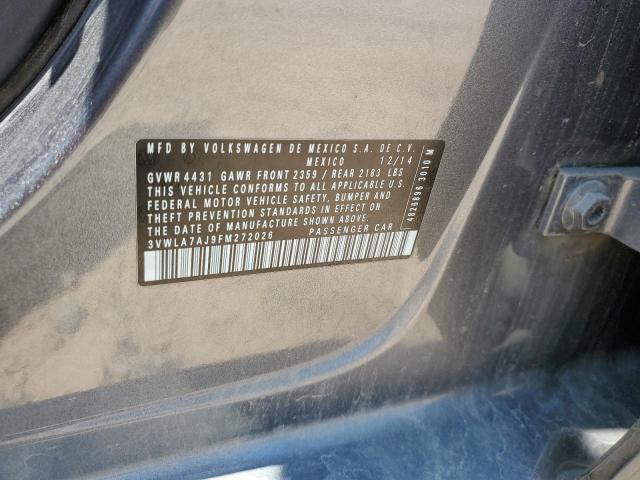 MFD BY VOLKSWAGEN DE MEXICO S.A. DE C.V.
MEXICO 12/14
GVWR 4431 GAWR FRONT 2359 / REAR 2183 LBS
THIS VEHICLE CONFORMS TO ALL APPLICABLE U.S.
FEDERAL MOTOR VEHICLE SAFETY, BUMPER AND
THEFT PREVENTION STANDARDS IN EFFECT ON
THE DATE OF MANUFACTURE SHOWN ABOVE.
3VWLA7AJ9FM272026 PASSENGER CAR
4826896 3010 M